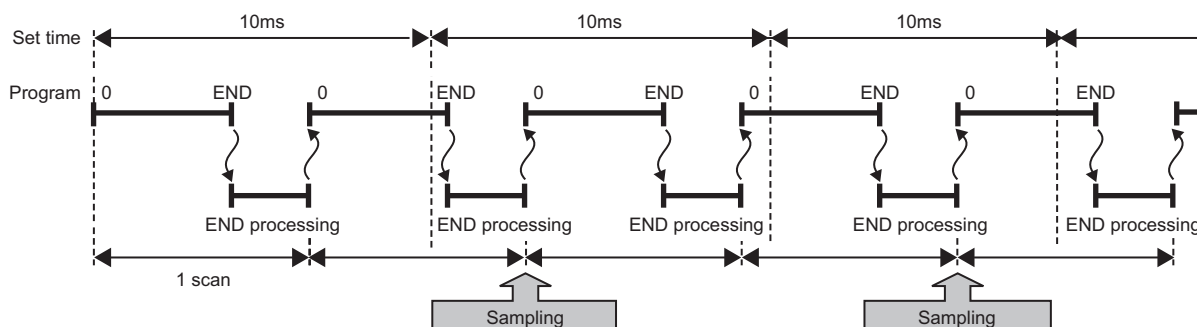 10ms 10ms 10ms
Set time
Program 0 END 0 END 0 END 0 END 0 END
END processing END processing END processing END processing END processing
1 scan
Sampling Sampling